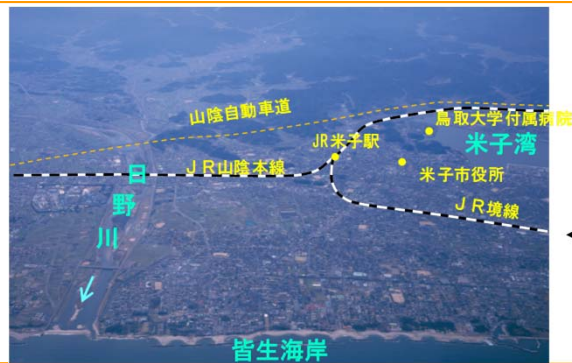 山陰自動車道
鳥取大学付属病院
JR米子駅
米子湾
JR山陰本線
米子市役所
日野川
JR境線
皆生海岸